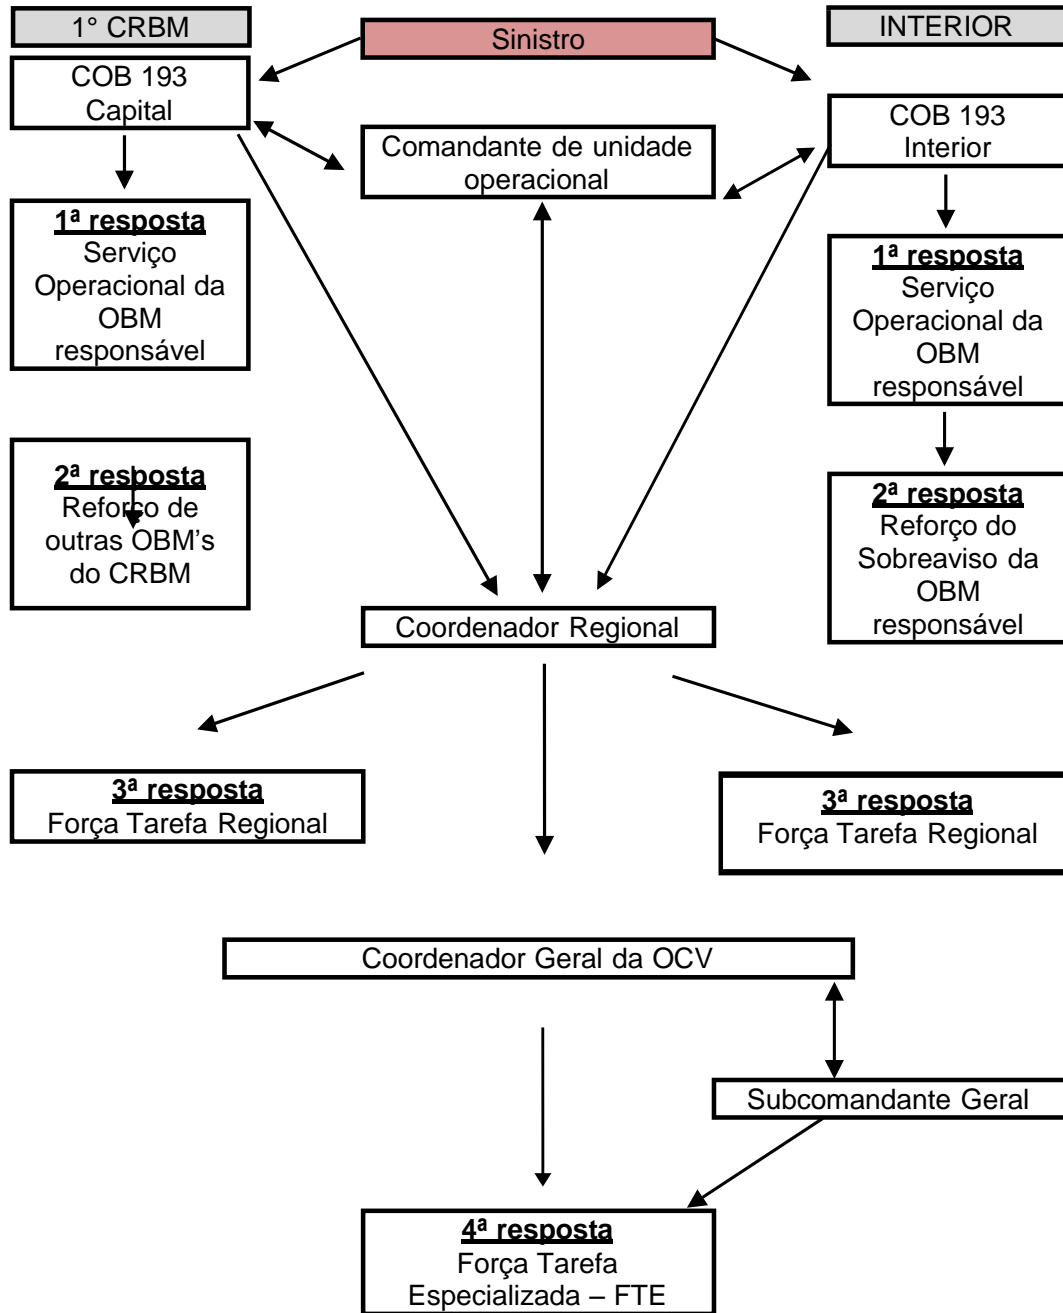 1° CRBM
Sinistro
INTERIOR
COB 193
Capital
Comandante de unidade
operacional
COB 193
Interior
1ª resposta
Serviço
Operacional da
OBM
responsável
1ª resposta
Serviço
Operacional da
OBM
responsável
2ª resposta
Reforço de
outras OBM's
do CRBM
2ª resposta
Reforço do
Sobreaviso da
OBM
responsável
Coordenador Regional
3ª resposta
Força Tarefa Regional
3ª resposta
Força Tarefa Regional
Coordenador Geral da OCV
Subcomandante Geral
4ª resposta
Força Tarefa
Especializada – FTE